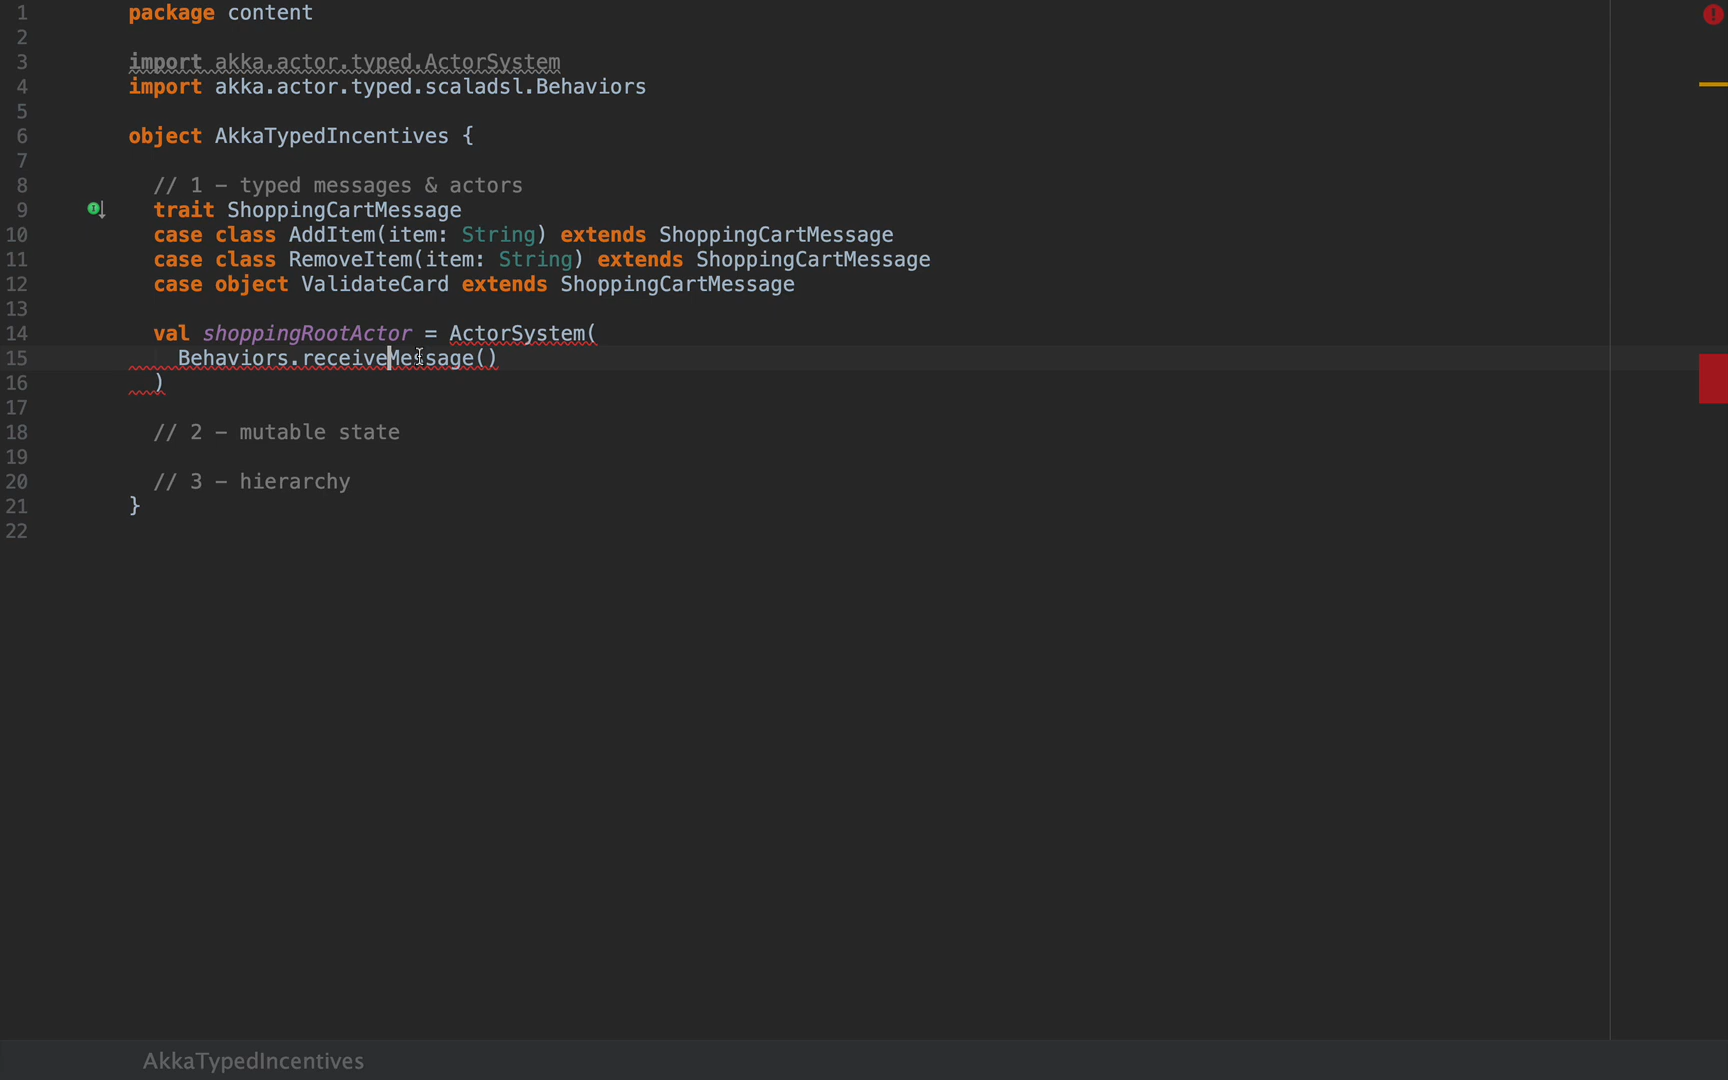 1 package content
2
3 import akka.actor.typed.ActorSystem
4 import akka.actor.typed.scaladsl.Behaviors
5
6 object AkkaTypedIncentives {
7
8 // 1 – typed messages & actors
9 trait ShoppingCartMessage
10 case class AddItem(item: String) extends ShoppingCartMessage
11 case class RemoveItem(item: String) extends ShoppingCartMessage
12 case object ValidateCard extends ShoppingCartMessage
13
14 val shoppingRootActor = ActorSystem(
15 Behaviors.receiveMessage()
16 )
17
18 // 2 – mutable state
19
20 // 3 – hierarchy
21 }
22
AkkaTypedIncentives